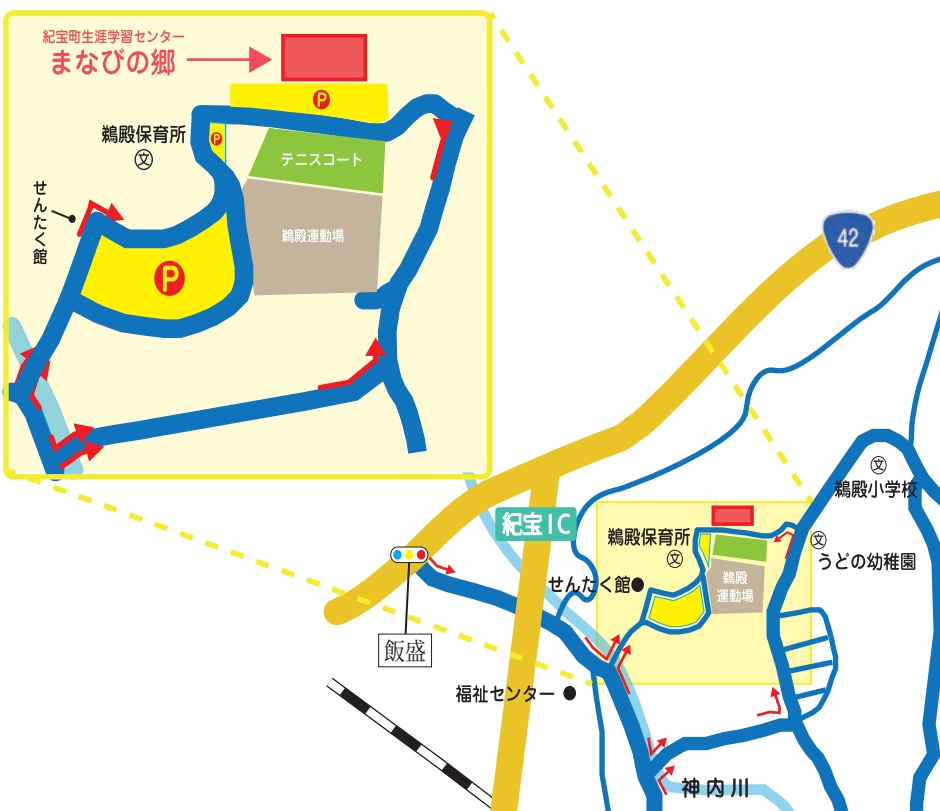 紀宝町生涯学習センター
まなびの郷
P
鵜殿保育所
文
P
テニスコート
せんたく館
鵜殿運動場
P
42
文
鵜殿小学校
紀宝IC
鵜殿保育所
文
文
うどの幼稚園
せんたく館
鵜殿
運動場
飯盛
福祉センター
神内川